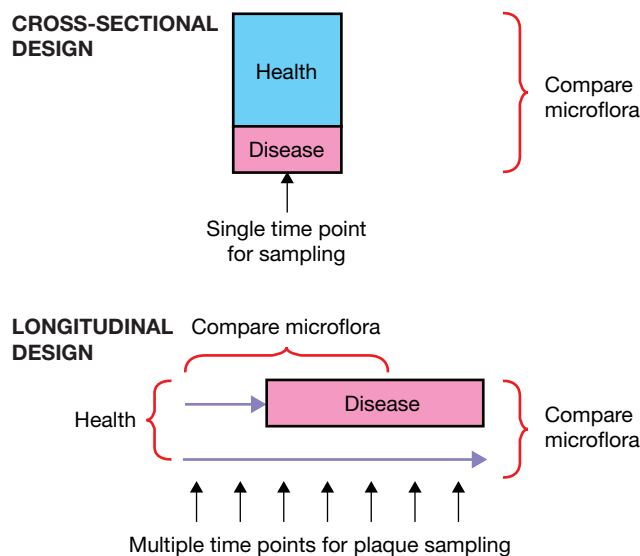 CROSS-SECTIONAL
DESIGN
Health
Disease
Compare
microflora
Single time point
for sampling
LONGITUDINAL
DESIGN
Compare microflora
Health
Disease
Compare
microflora
Multiple time points for plaque sampling